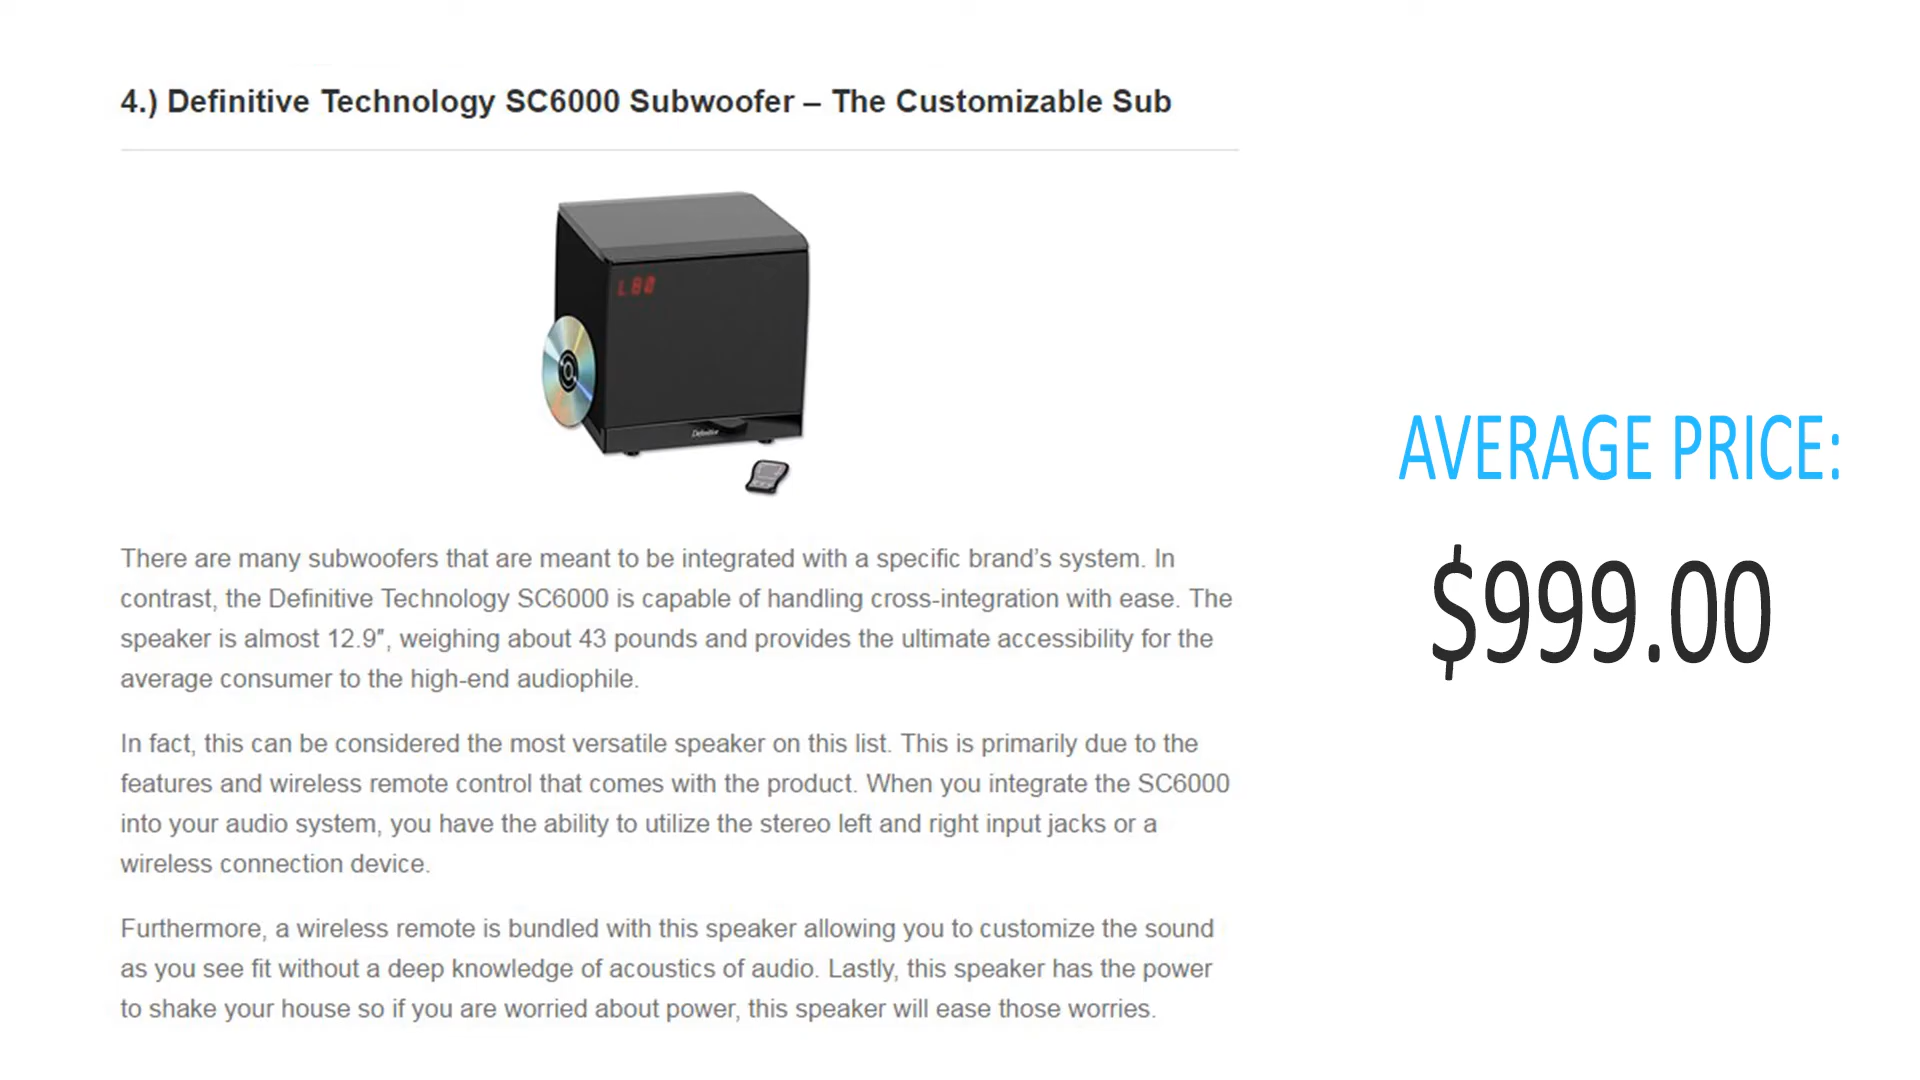 4.) Definitive Technology SC6000 Subwoofer – The Customizable Sub
L80
Definitive
There are many subwoofers that are meant to be integrated with a specific brand’s system. In
contrast, the Definitive Technology SC6000 is capable of handling cross-integration with ease. The
speaker is almost 12.9″, weighing about 43 pounds and provides the ultimate accessibility for the
average consumer to the high-end audiophile.
In fact, this can be considered the most versatile speaker on this list. This is primarily due to the
features and wireless remote control that comes with the product. When you integrate the SC6000
into your audio system, you have the ability to utilize the stereo left and right input jacks or a
wireless connection device.
Furthermore, a wireless remote is bundled with this speaker allowing you to customize the sound
as you see fit without a deep knowledge of acoustics of audio. Lastly, this speaker has the power
to shake your house so if you are worried about power, this speaker will ease those worries.
AVERAGE PRICE:
$999.00